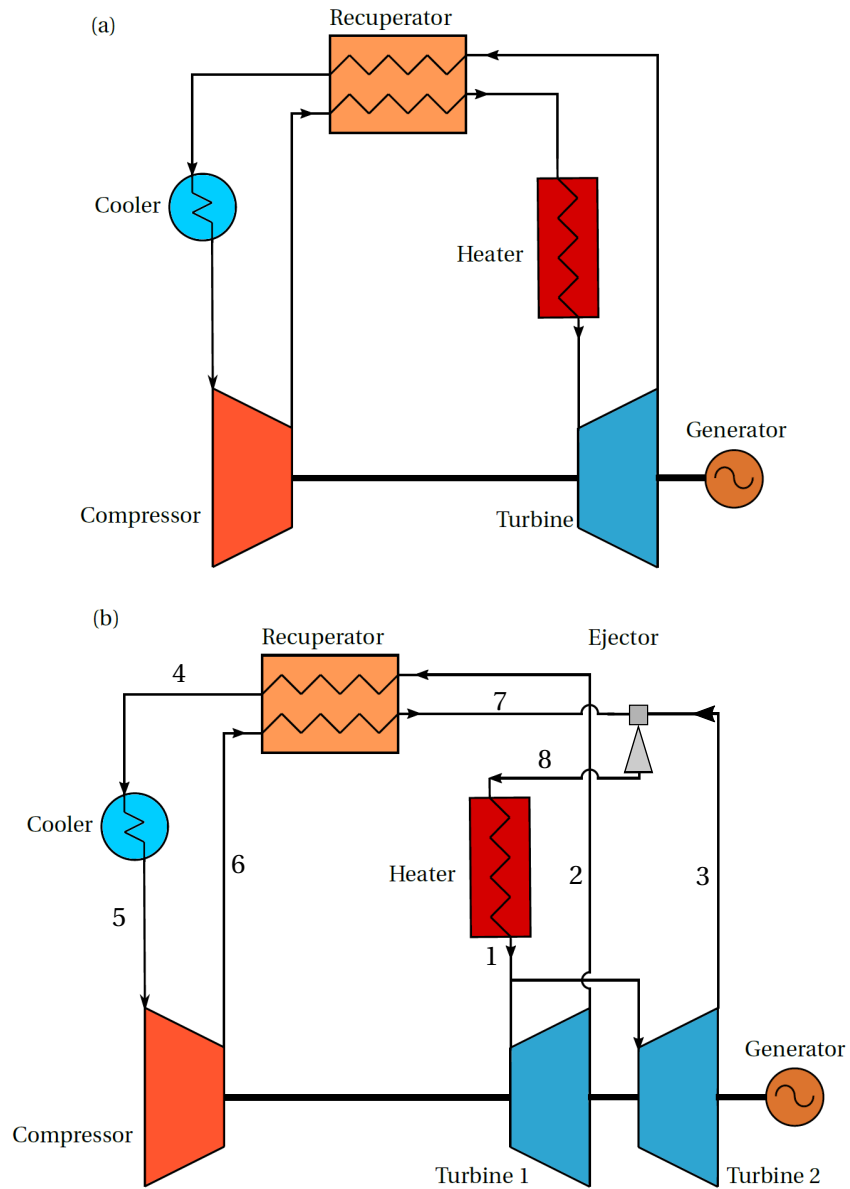 (a)
Recuperator
Cooler
Heater
Generator
Compressor
Turbine
(b)
Recuperator
Ejector
4
7
8
Cooler
6
Heater
2
3
5
1
Generator
Compressor
Turbine 1
Turbine 2